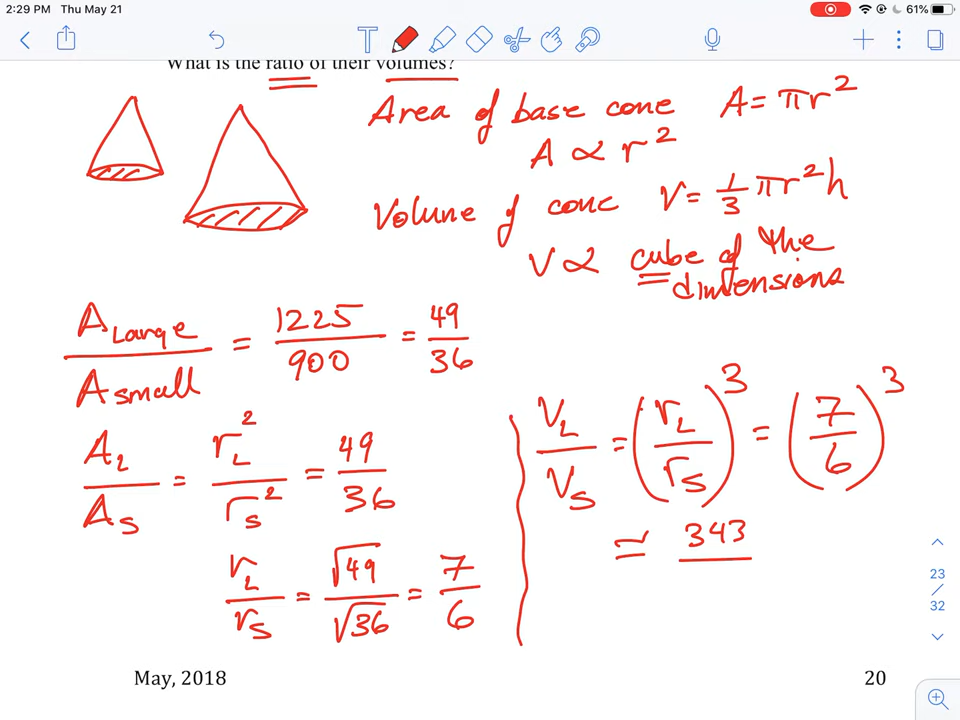 2:29 PM Thu May 21 61%
T
What is the ratio of their volumes?
Area of base cone A = πr²
A ∝ r²
Volume of cone V = 1/3 πr²h
V ∝ cube of the
dimensions
A Large / A small = 1225/900 = 49/36
A_L/A_S = r_L²/r_S² = 49/36
r_L/r_S = √49/√36 = 7/6
V_L/V_S = (r_L/r_S)³ = (7/6)³
= 343
23
/
32
May, 2018 20